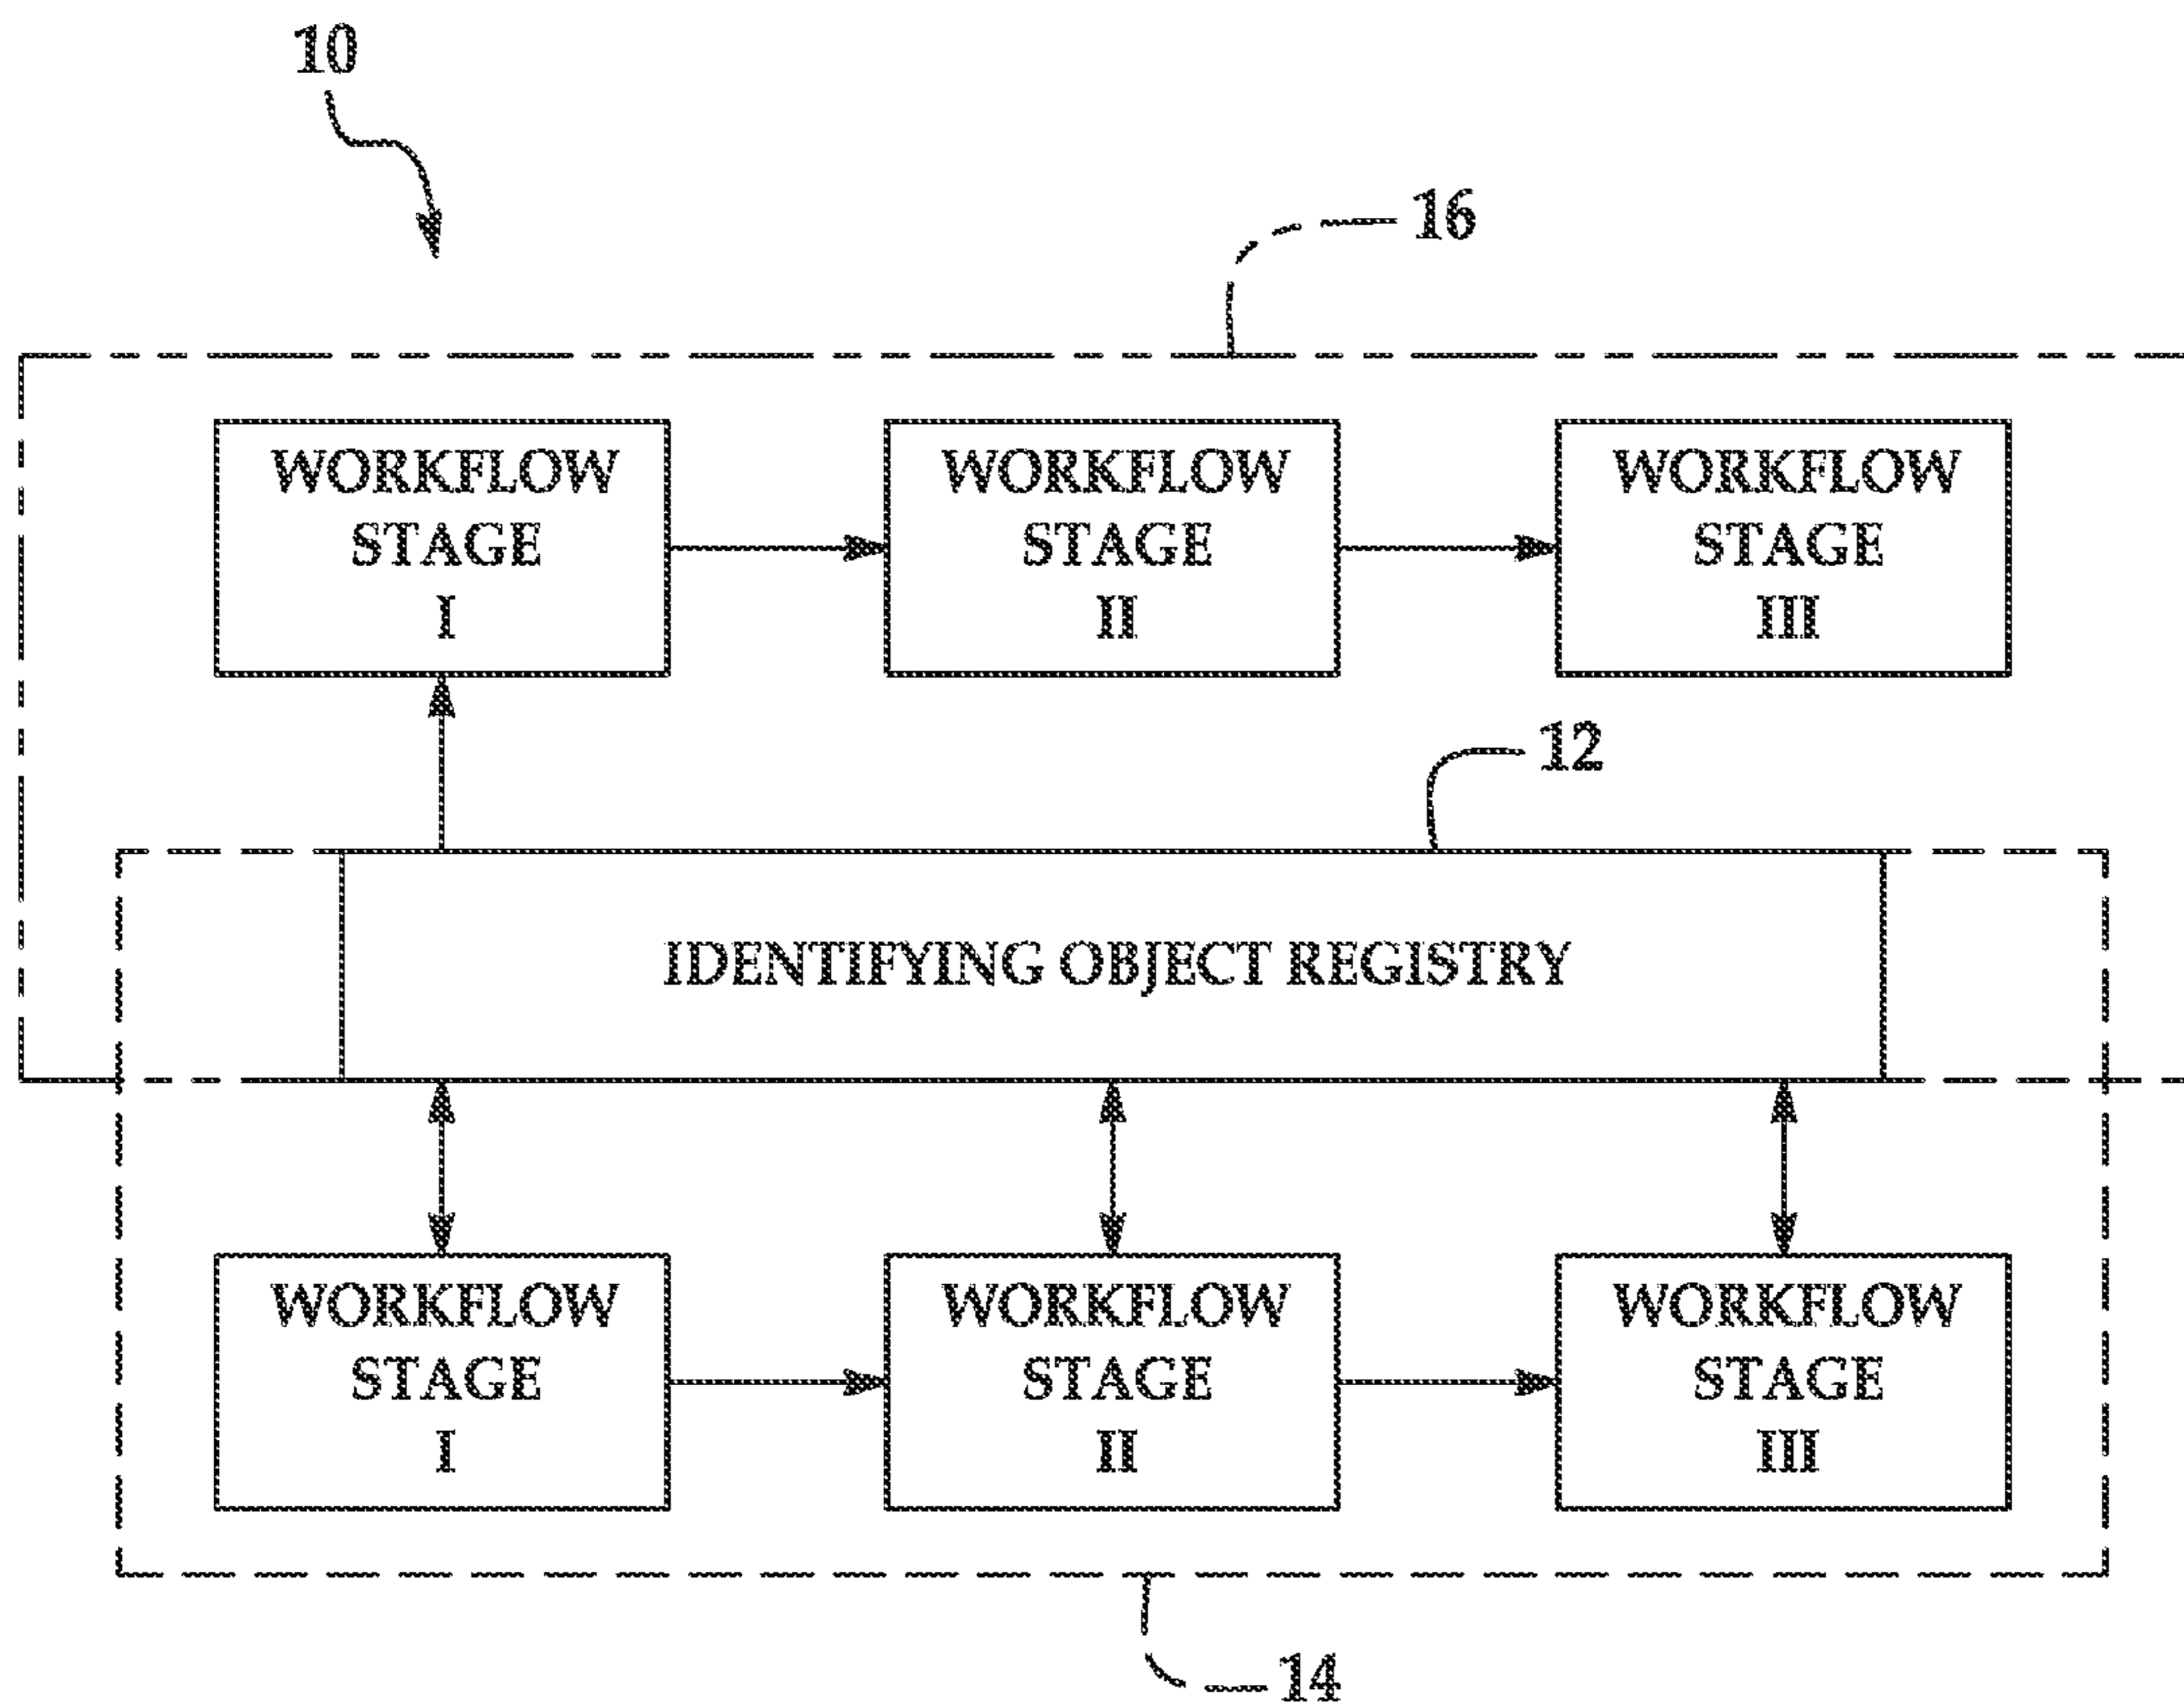 10
16
WORKFLOW
STAGE
I
WORKFLOW
STAGE
II
WORKFLOW
STAGE
III
12
IDENTIFYING OBJECT REGISTRY
WORKFLOW
STAGE
I
WORKFLOW
STAGE
II
WORKFLOW
STAGE
III
14